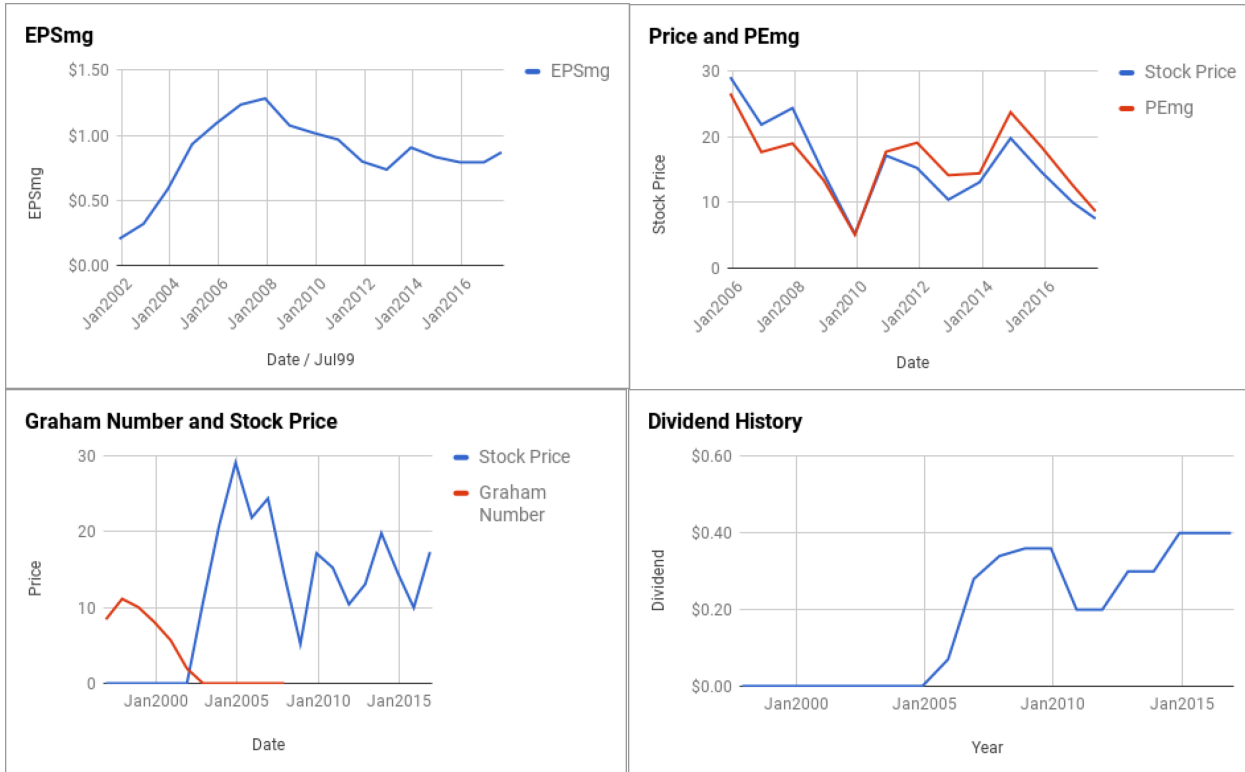 EPSmg
$1.50
$1.00
$0.50
$0.00
EPSmg
Jan2002
Jan2004
Jan2006
Jan2008
Jan2010
Jan2012
Jan2014
Jan2016
Date / Jul99
EPSmg
Price and PEmg
30
20
10
0
Stock Price
Jan2006
Jan2008
Jan2010
Jan2012
Jan2014
Jan2016
Date
Stock Price
PEmg
Graham Number and Stock Price
30
20
10
0
Price
Jan2000
Jan2005
Jan2010
Jan2015
Date
Stock Price
Graham
Number
Dividend History
$0.60
$0.40
$0.20
$0.00
Dividend
Jan2000
Jan2005
Jan2010
Jan2015
Year